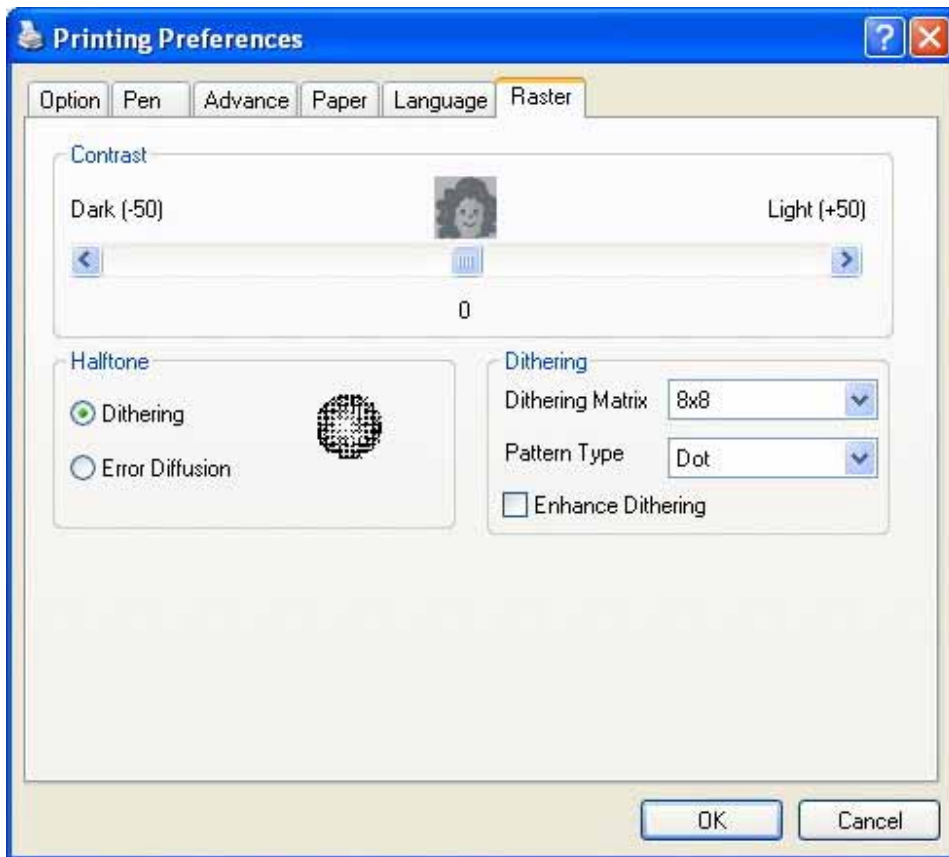 Printing Preferences
Option Pen Advance Paper Language Raster
Contrast
Dark (-50) Light (+50)
0
Halftone
Dithering
Error Diffusion
Dithering
Dithering Matrix 8x8
Pattern Type Dot
Enhance Dithering
OK Cancel